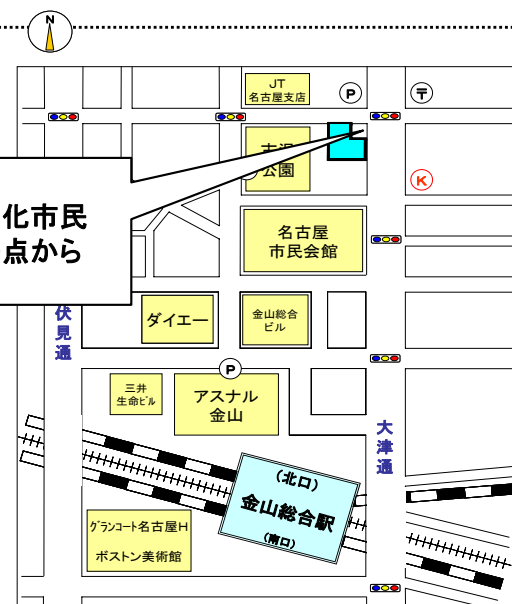 N
JT
名古屋支店
P
〒
公園
K
化市民
点から
名古屋
市民会館
伏見通
ダイエー
金山総合
ビル
P
三井
生命ビル
アスナル
金山
大津通
(北口)
金山総合駅
(南口)
グランコート名古屋H
ボストン美術館